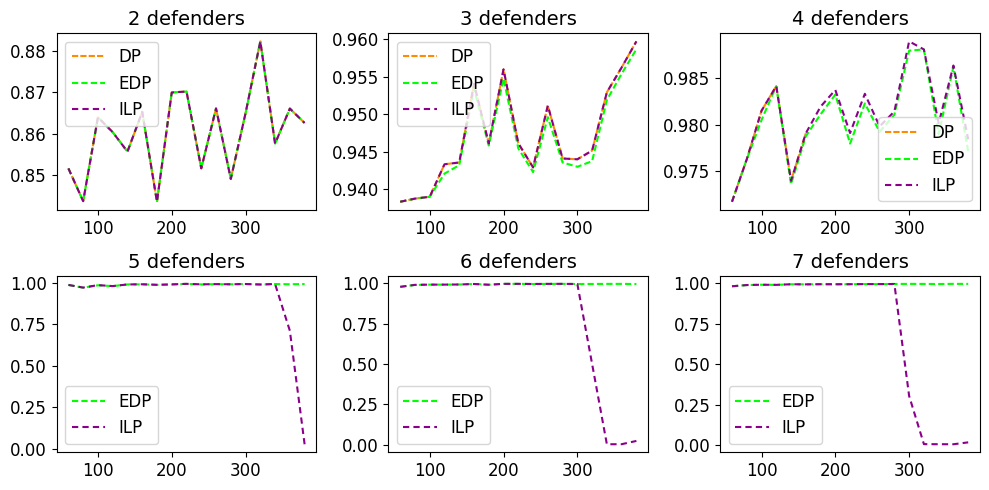 2 defenders
0.88
0.87
0.86
0.85
100 200 300
DP
EDP
ILP
3 defenders
0.960
0.955
0.950
0.945
0.940
100 200 300
DP
EDP
ILP
4 defenders
0.985
0.980
0.975
100 200 300
DP
EDP
ILP
5 defenders
1.00
0.75
0.50
0.25
0.00
100 200 300
EDP
ILP
6 defenders
1.00
0.75
0.50
0.25
0.00
100 200 300
EDP
ILP
7 defenders
1.00
0.75
0.50
0.25
0.00
100 200 300
EDP
ILP